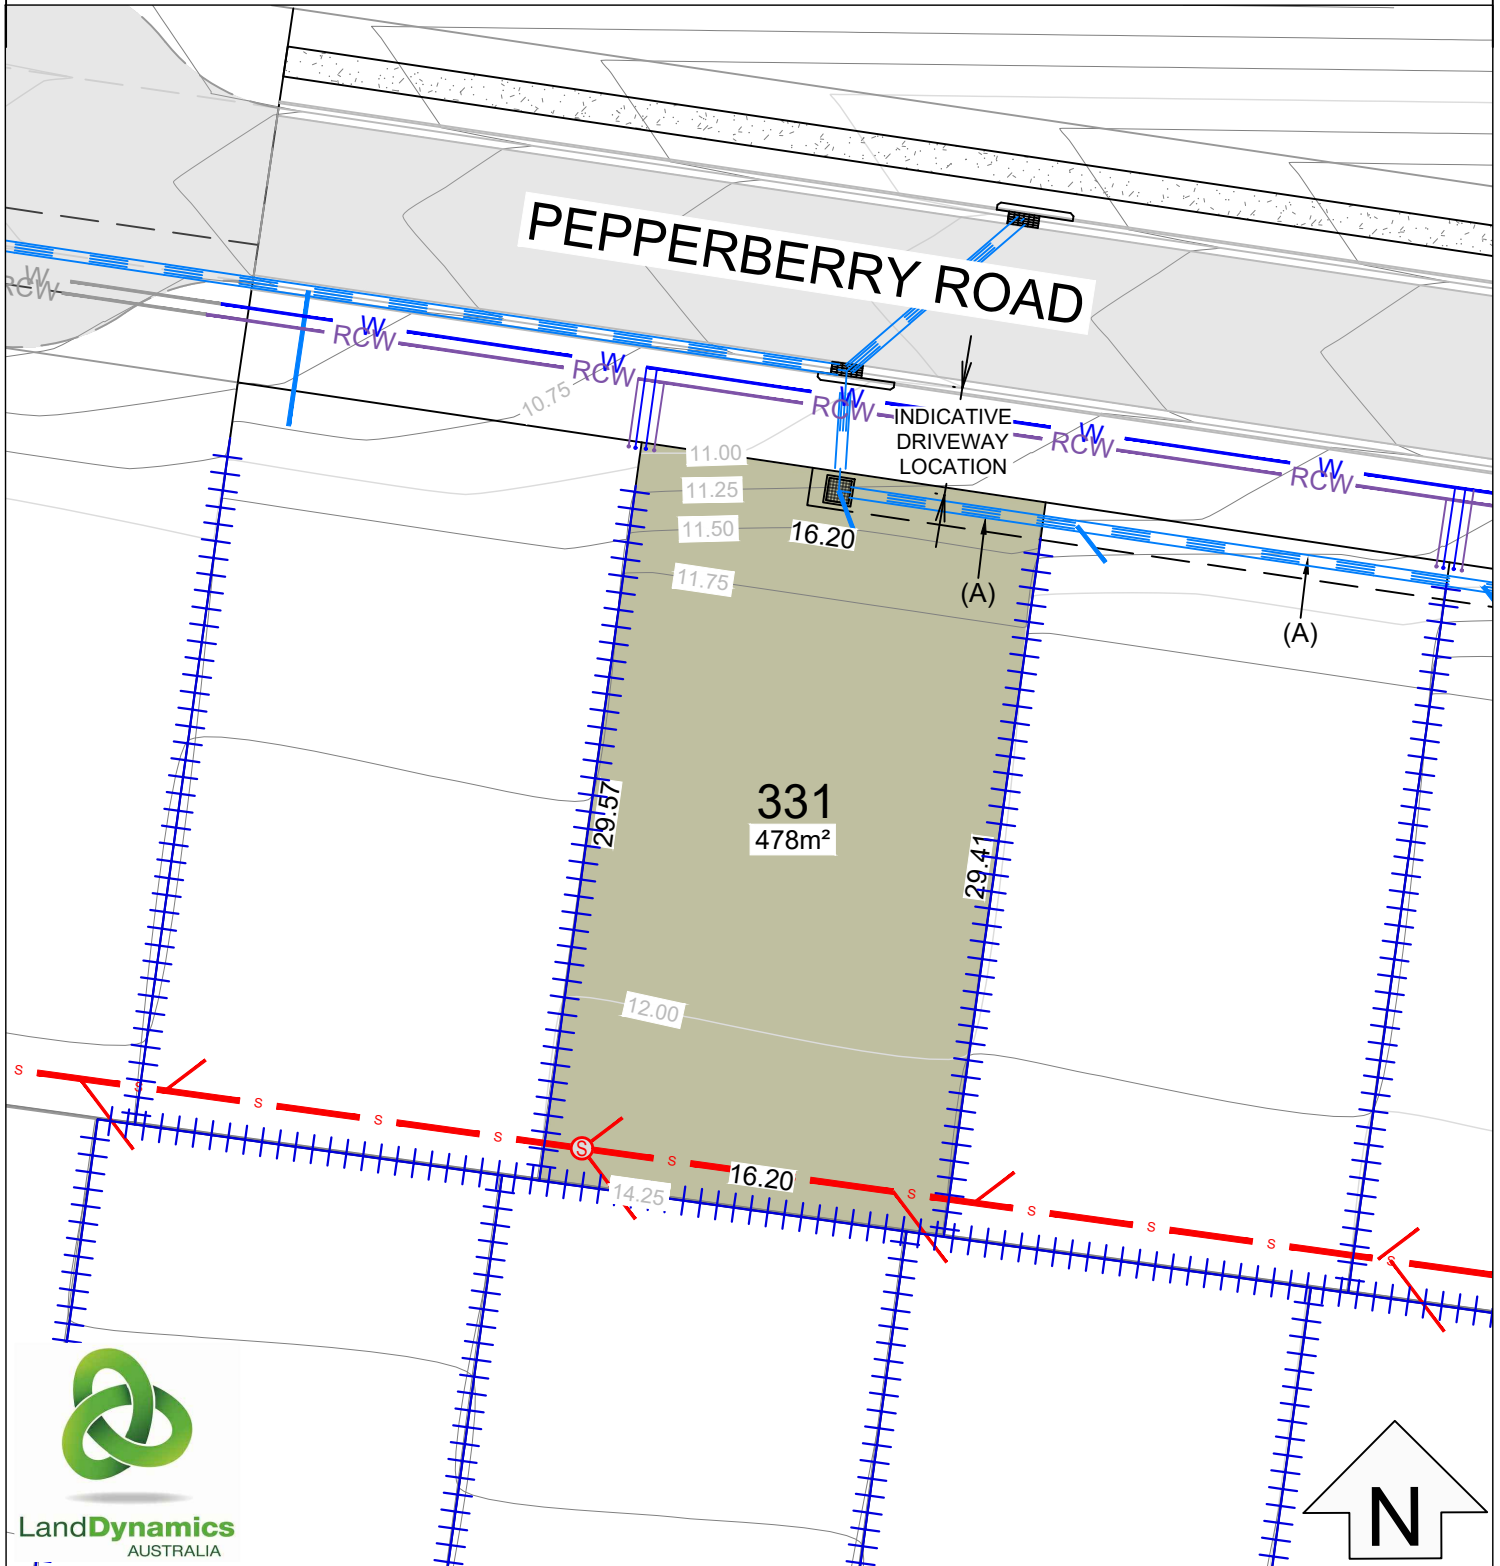 PEPPERBERRY ROAD
W
RCW
W
RCW
W
RCW
W
RCW
W
RCW
W
RCW
10.75
INDICATIVE
DRIVEWAY
LOCATION
11.00
11.25
11.50
16.20
11.75
(A)
(A)
331
478m²
29.57
29.41
12.00
S
S
S
S
S
S
S
16.20
14.25
S
S
S
S
S
LandDynamics
AUSTRALIA
N